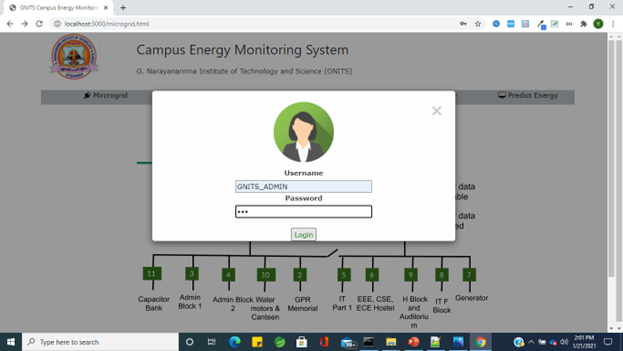 GNITS Campus Energy Monitorin
localhost:3000/microgrid.html
Campus Energy Monitoring System
G. Narayanamma Institute of Technology and Science (GNITS)
Mircrogrid
Predict Energy
Username
GNITS_ADMIN
Password
•••
Login
data
ble
data
ed
11 3 4 10 2 5 6 9 8 7
Capacitor Bank
Admin Block 1
Admin Block 2
Water motors & Canteen
GPR Memorial
IT Part 1
EEE, CSE, ECE Hostel
H Block and Auditoriu m
IT F Block
Generator
Type here to search
99+
2:01 PM
1/21/2021